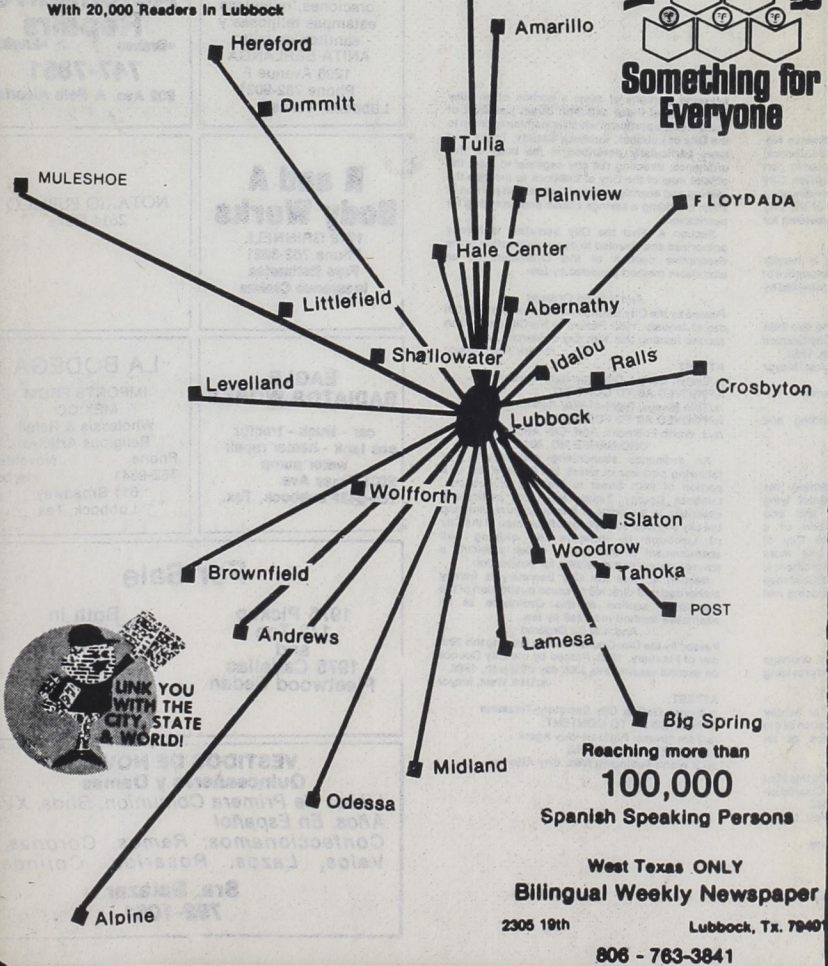 With 20,000 Readers in Lubbock
Amarillo
Hereford
Something for
Everyone
Dimmitt
Tulia
MULESHOE
Plainview
FLOYDADA
Hale Center
Littlefield
Abernathy
Shallowater
Idalou
Ralls
Levelland
Crosbyton
Lubbock
Wolfforth
Slaton
Woodrow
Brownfield
Tahoka
POST
Andrews
Lamesa
LINK YOU
WITH THE
CITY, STATE
& WORLD!
Big Spring
Midland
Odessa
Alpine
Reaching more than
100,000
Spanish Speaking Persons
West Texas ONLY
Bilingual Weekly Newspaper
2305 19th Lubbock, Tx. 79401
806 - 763-3841